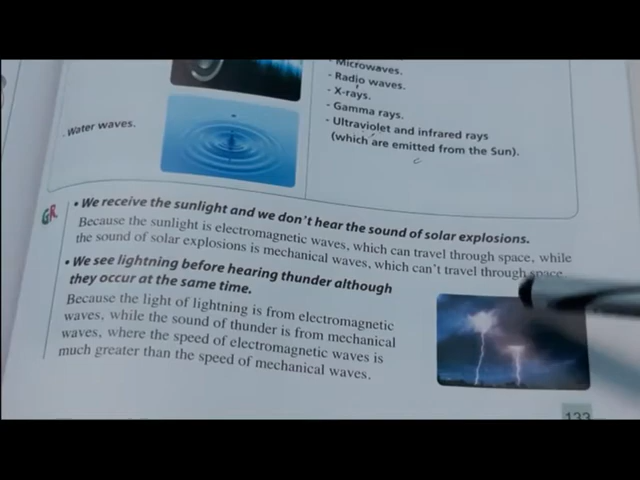 - Microwaves.
- Radio waves.
- X-rays.
- Gamma rays.
- Ultraviolet and infrared rays
(which are emitted from the Sun).
. Water waves.
GR
• We receive the sunlight and we don't hear the sound of solar explosions.
Because the sunlight is electromagnetic waves, which can travel through space, while
the sound of solar explosions is mechanical waves, which can't travel through space.
• We see lightning before hearing thunder although
they occur at the same time.
Because the light of lightning is from electromagnetic
waves, while the sound of thunder is from mechanical
waves, where the speed of electromagnetic waves is
much greater than the speed of mechanical waves.
133